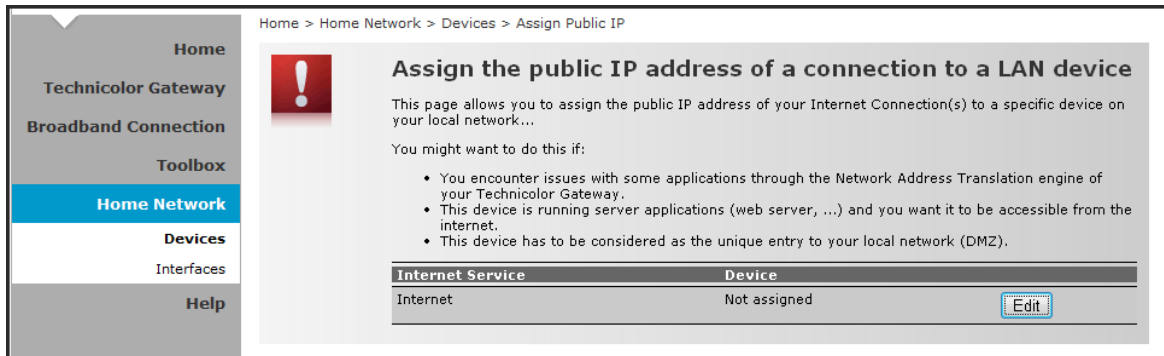 Home > Home Network > Devices > Assign Public IP
Home
Technicolor Gateway
Broadband Connection
Toolbox
Home Network
Devices
Interfaces
Help
Assign the public IP address of a connection to a LAN device
This page allows you to assign the public IP address of your Internet Connection(s) to a specific device on
your local network...
You might want to do this if:
• You encounter issues with some applications through the Network Address Translation engine of
your Technicolor Gateway.
• This device is running server applications (web server, ...) and you want it to be accessible from the
internet.
• This device has to be considered as the unique entry to your local network (DMZ).
Internet Service Device
Internet Not assigned Edit